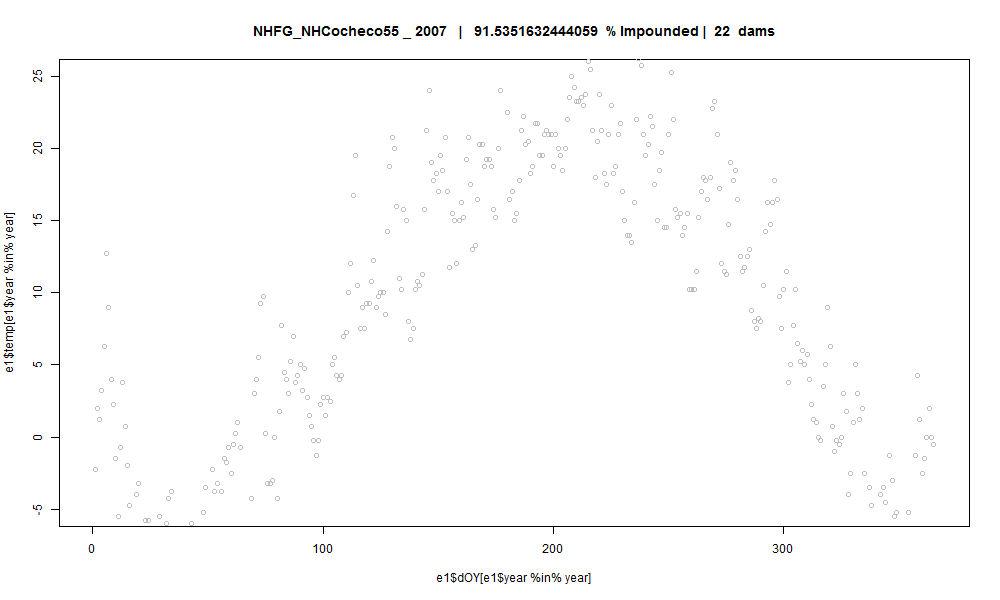 NHFG_NHCocheco55 _ 2007 | 91.5351632444059 % Impounded | 22 dams
25
20
15
10
5
0
-5
e1$temp[e1$year %in% year]
0 100 200 300
e1$dOY[e1$year %in% year]